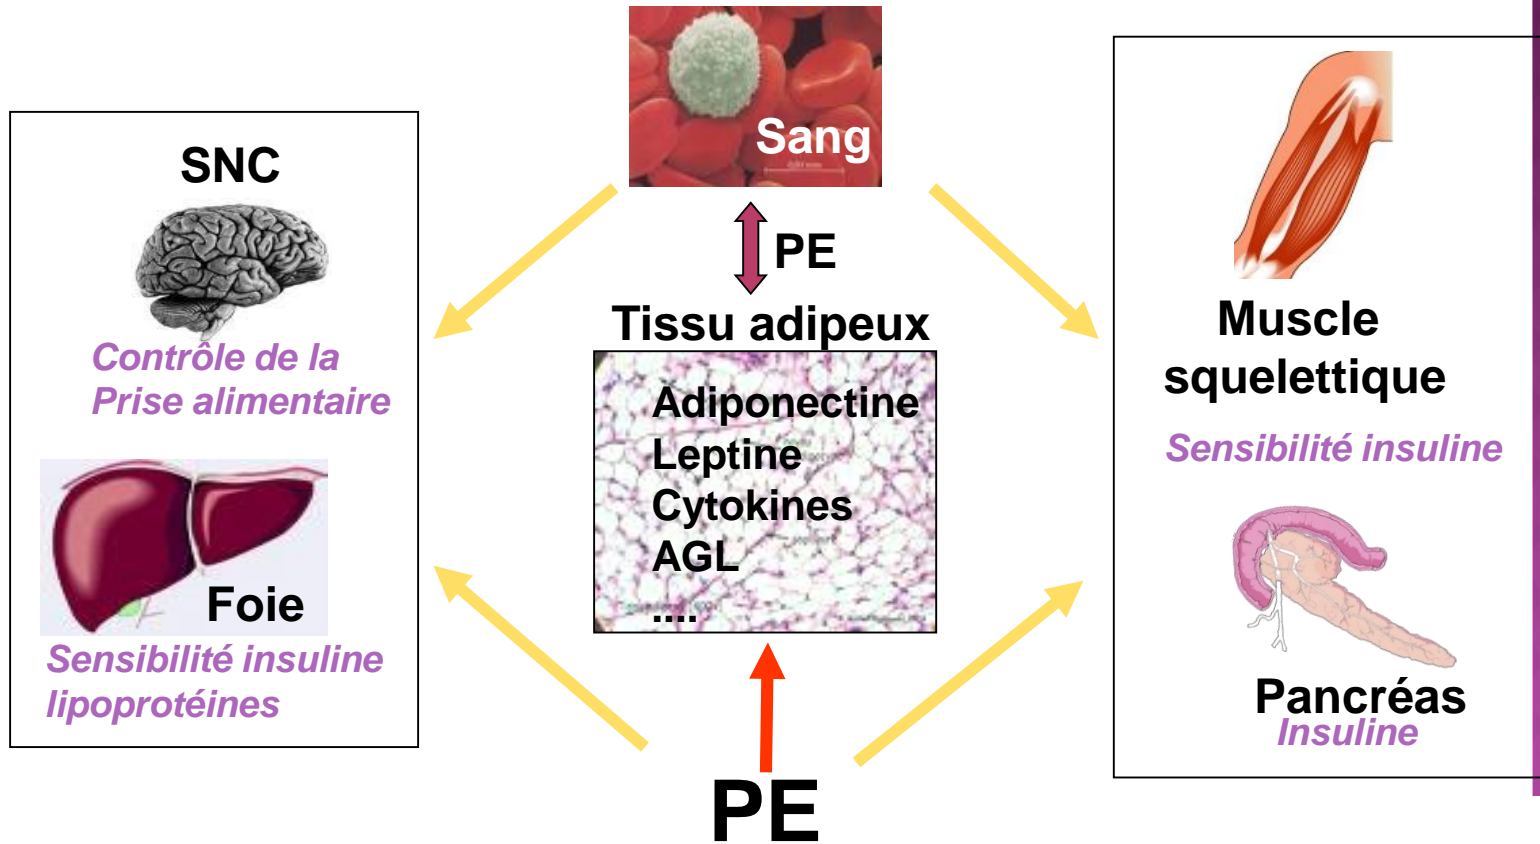 Sang
SNC
Contrôle de la
Prise alimentaire
Foie
Sensibilité insuline
lipoprotéines
PE
Tissu adipeux
Adiponectine
Leptine
Cytokines
AGL
....
PE
Muscle
squelettique
Sensibilité insuline
Pancréas
Insuline